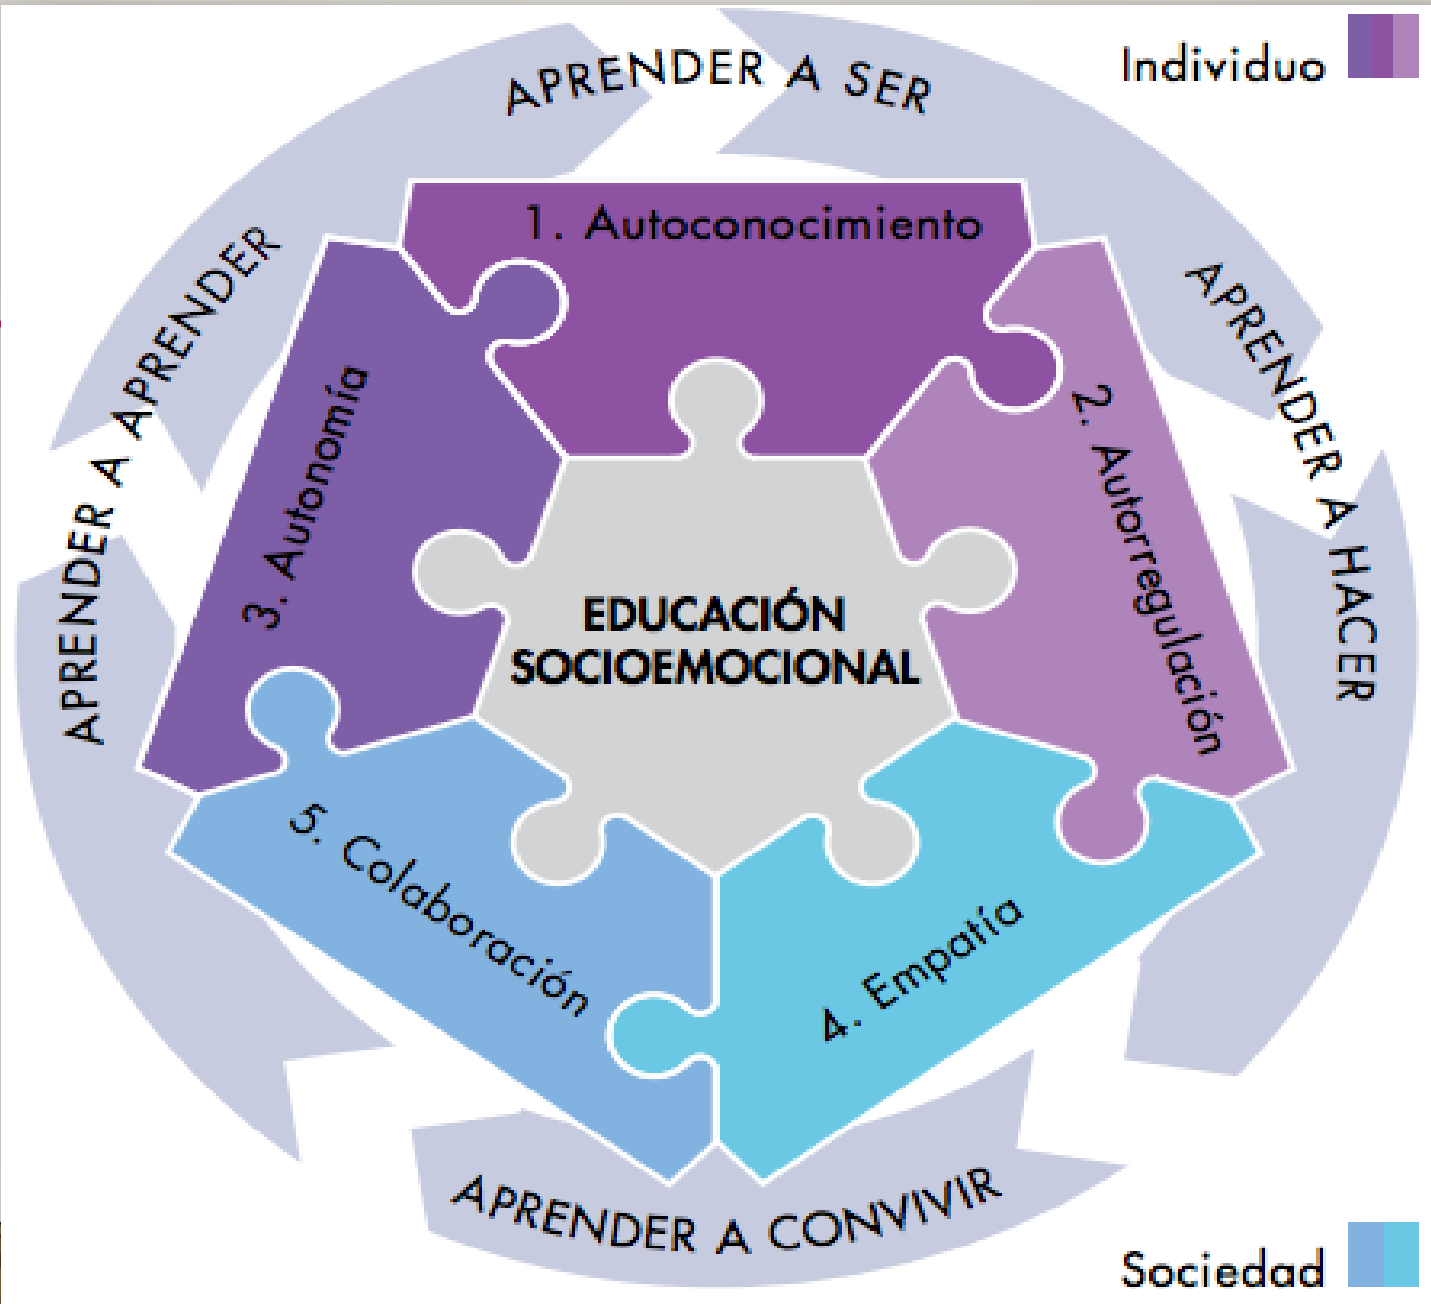 APRENDER A SER
Individuo
1. Autoconocimiento
APRENDER A APRENDER
APRENDER A HACER
3. Autonomía
2. Autorregulación
EDUCACIÓN
SOCIOEMOCIONAL
5. Colaboración
4. Empatía
APRENDER A CONVIVIR
Sociedad